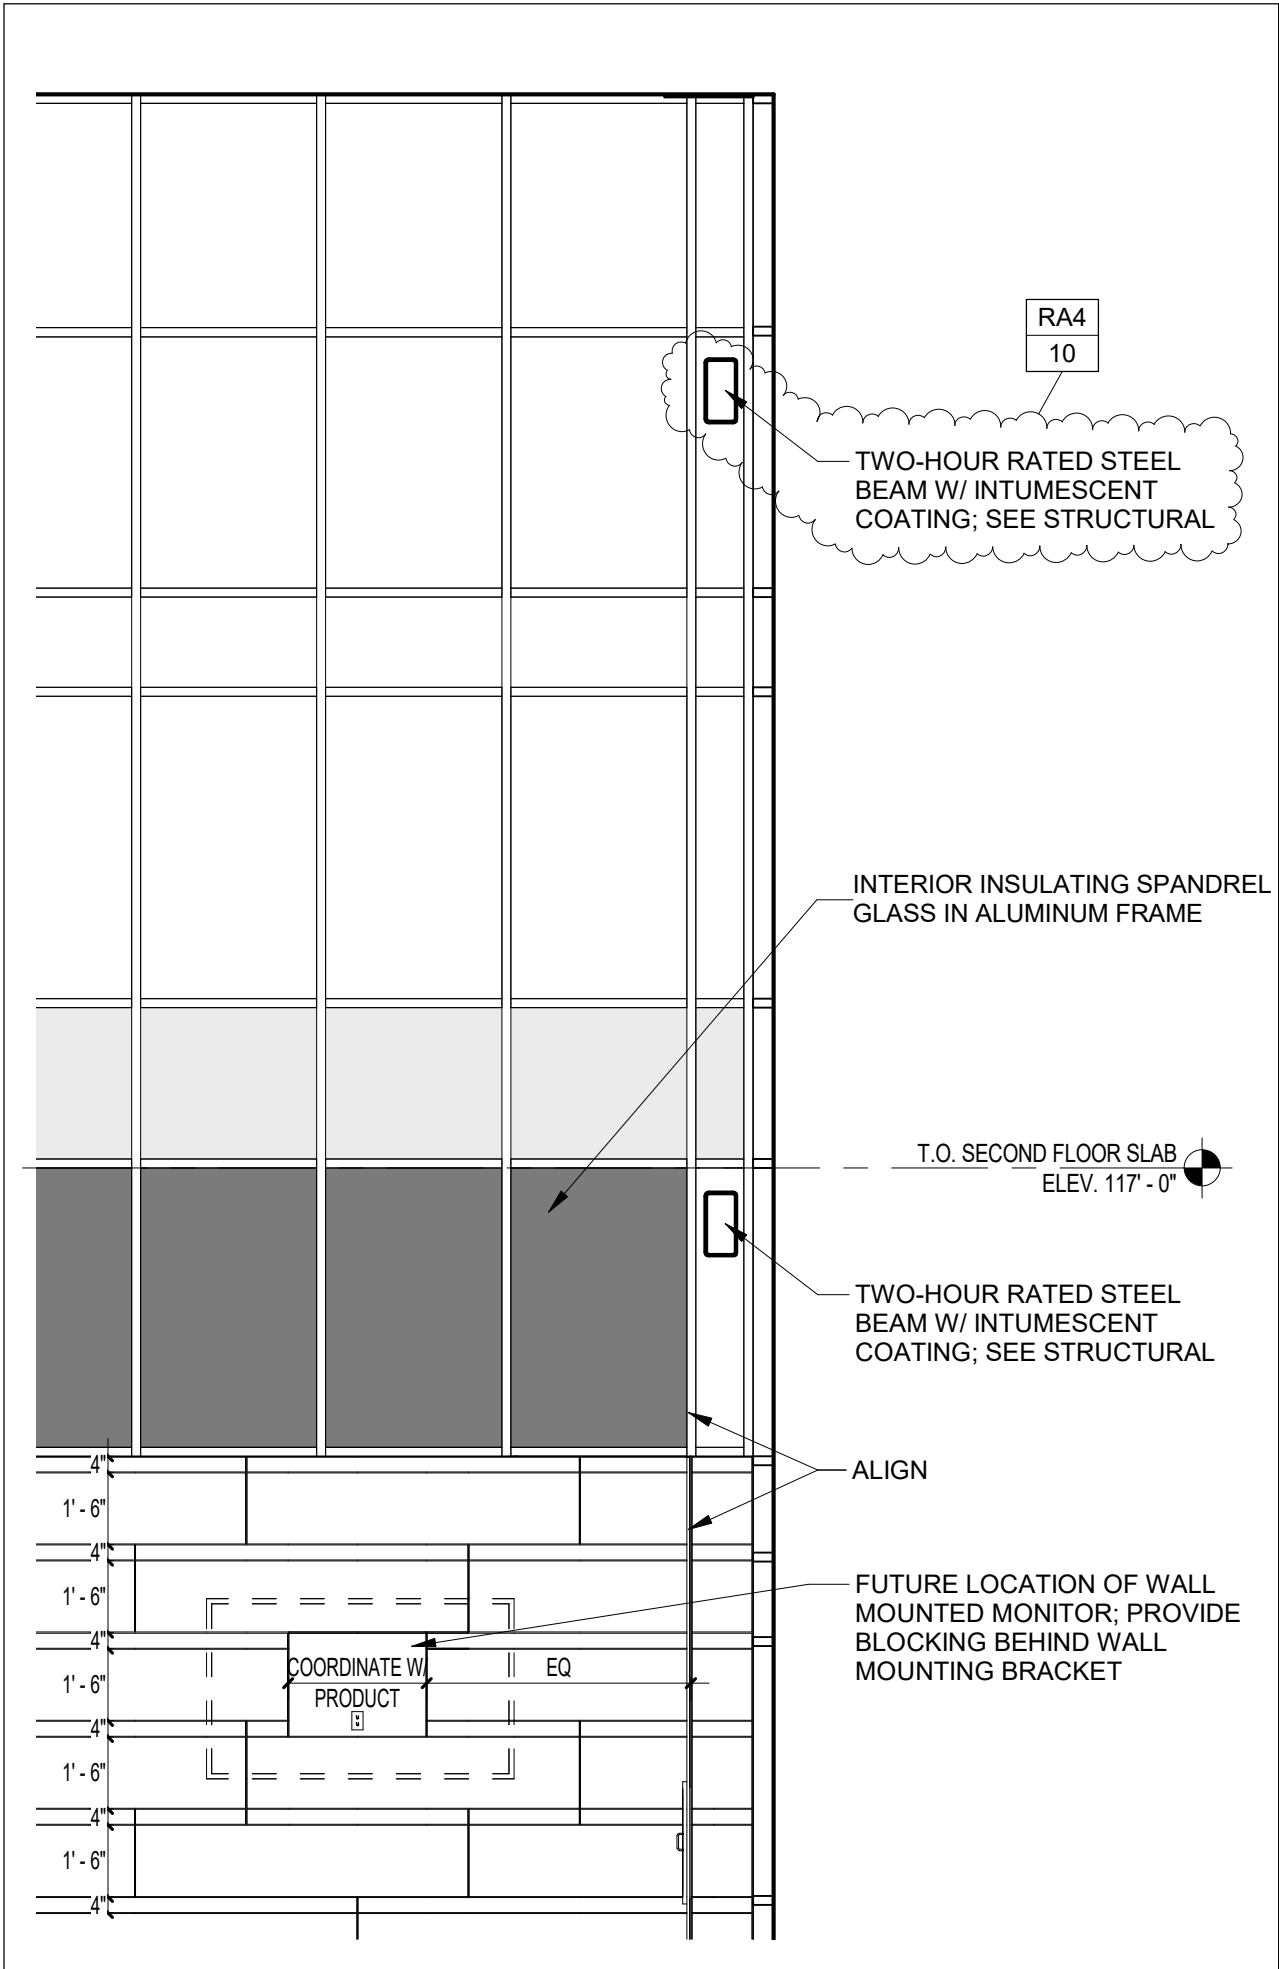 RA4
10
TWO-HOUR RATED STEEL
BEAM W/ INTUMESCENT
COATING; SEE STRUCTURAL
INTERIOR INSULATING SPANDREL
GLASS IN ALUMINUM FRAME
T.O. SECOND FLOOR SLAB
ELEV. 117' - 0"
TWO-HOUR RATED STEEL
BEAM W/ INTUMESCENT
COATING; SEE STRUCTURAL
ALIGN
4"
1' - 6"
4"
1' - 6"
4"
1' - 6"
4"
1' - 6"
4"
1' - 6"
4"
FUTURE LOCATION OF WALL
MOUNTED MONITOR; PROVIDE
BLOCKING BEHIND WALL
MOUNTING BRACKET
COORDINATE W/
PRODUCT
EQ